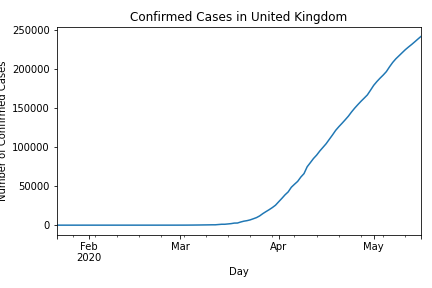 Confirmed Cases in United Kingdom
250000
200000
150000
100000
50000
0
Number of Confirmed Cases
Feb
2020
Mar
Apr
May
Day